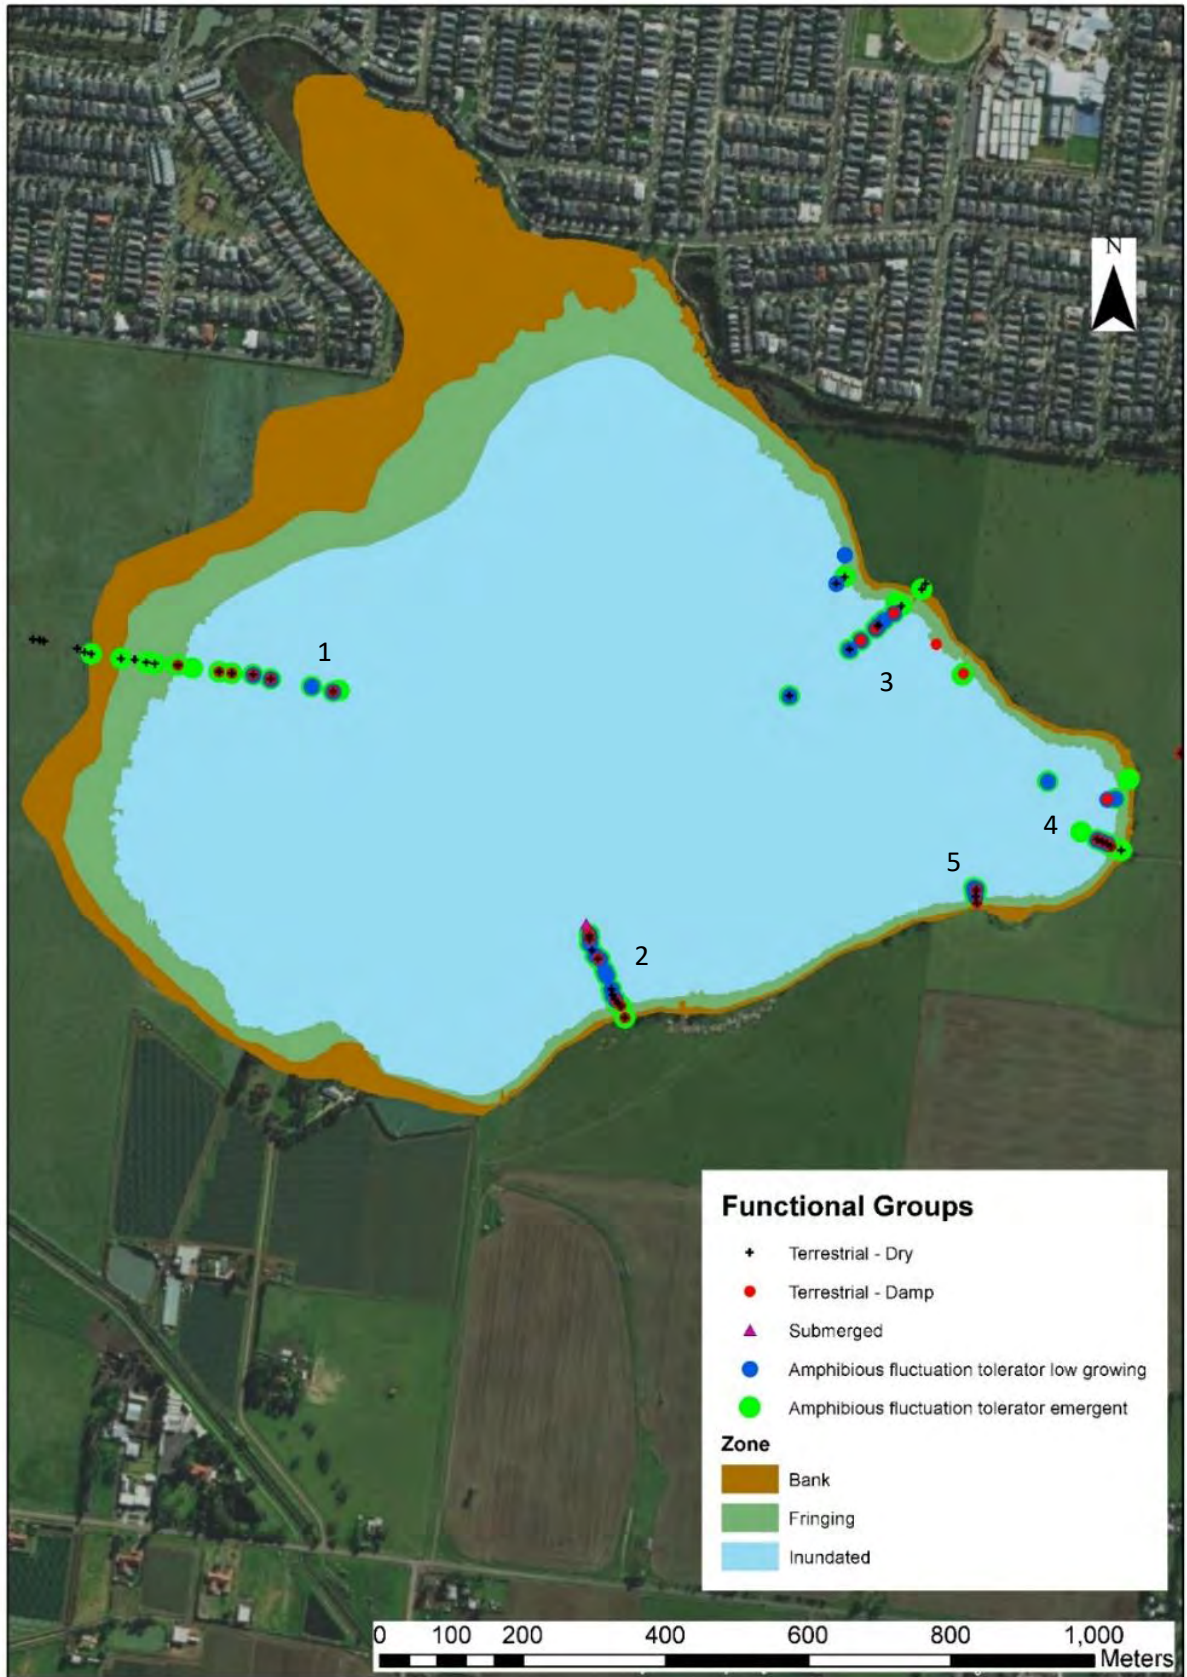 N
1
3
4
5
2
Functional Groups
Terrestrial - Dry
Terrestrial - Damp
Submerged
Amphibious fluctuation tolerator low growing
Amphibious fluctuation tolerator emergent
Zone
Bank
Fringing
Inundated
0 100 200 400 600 800 1,000
Meters